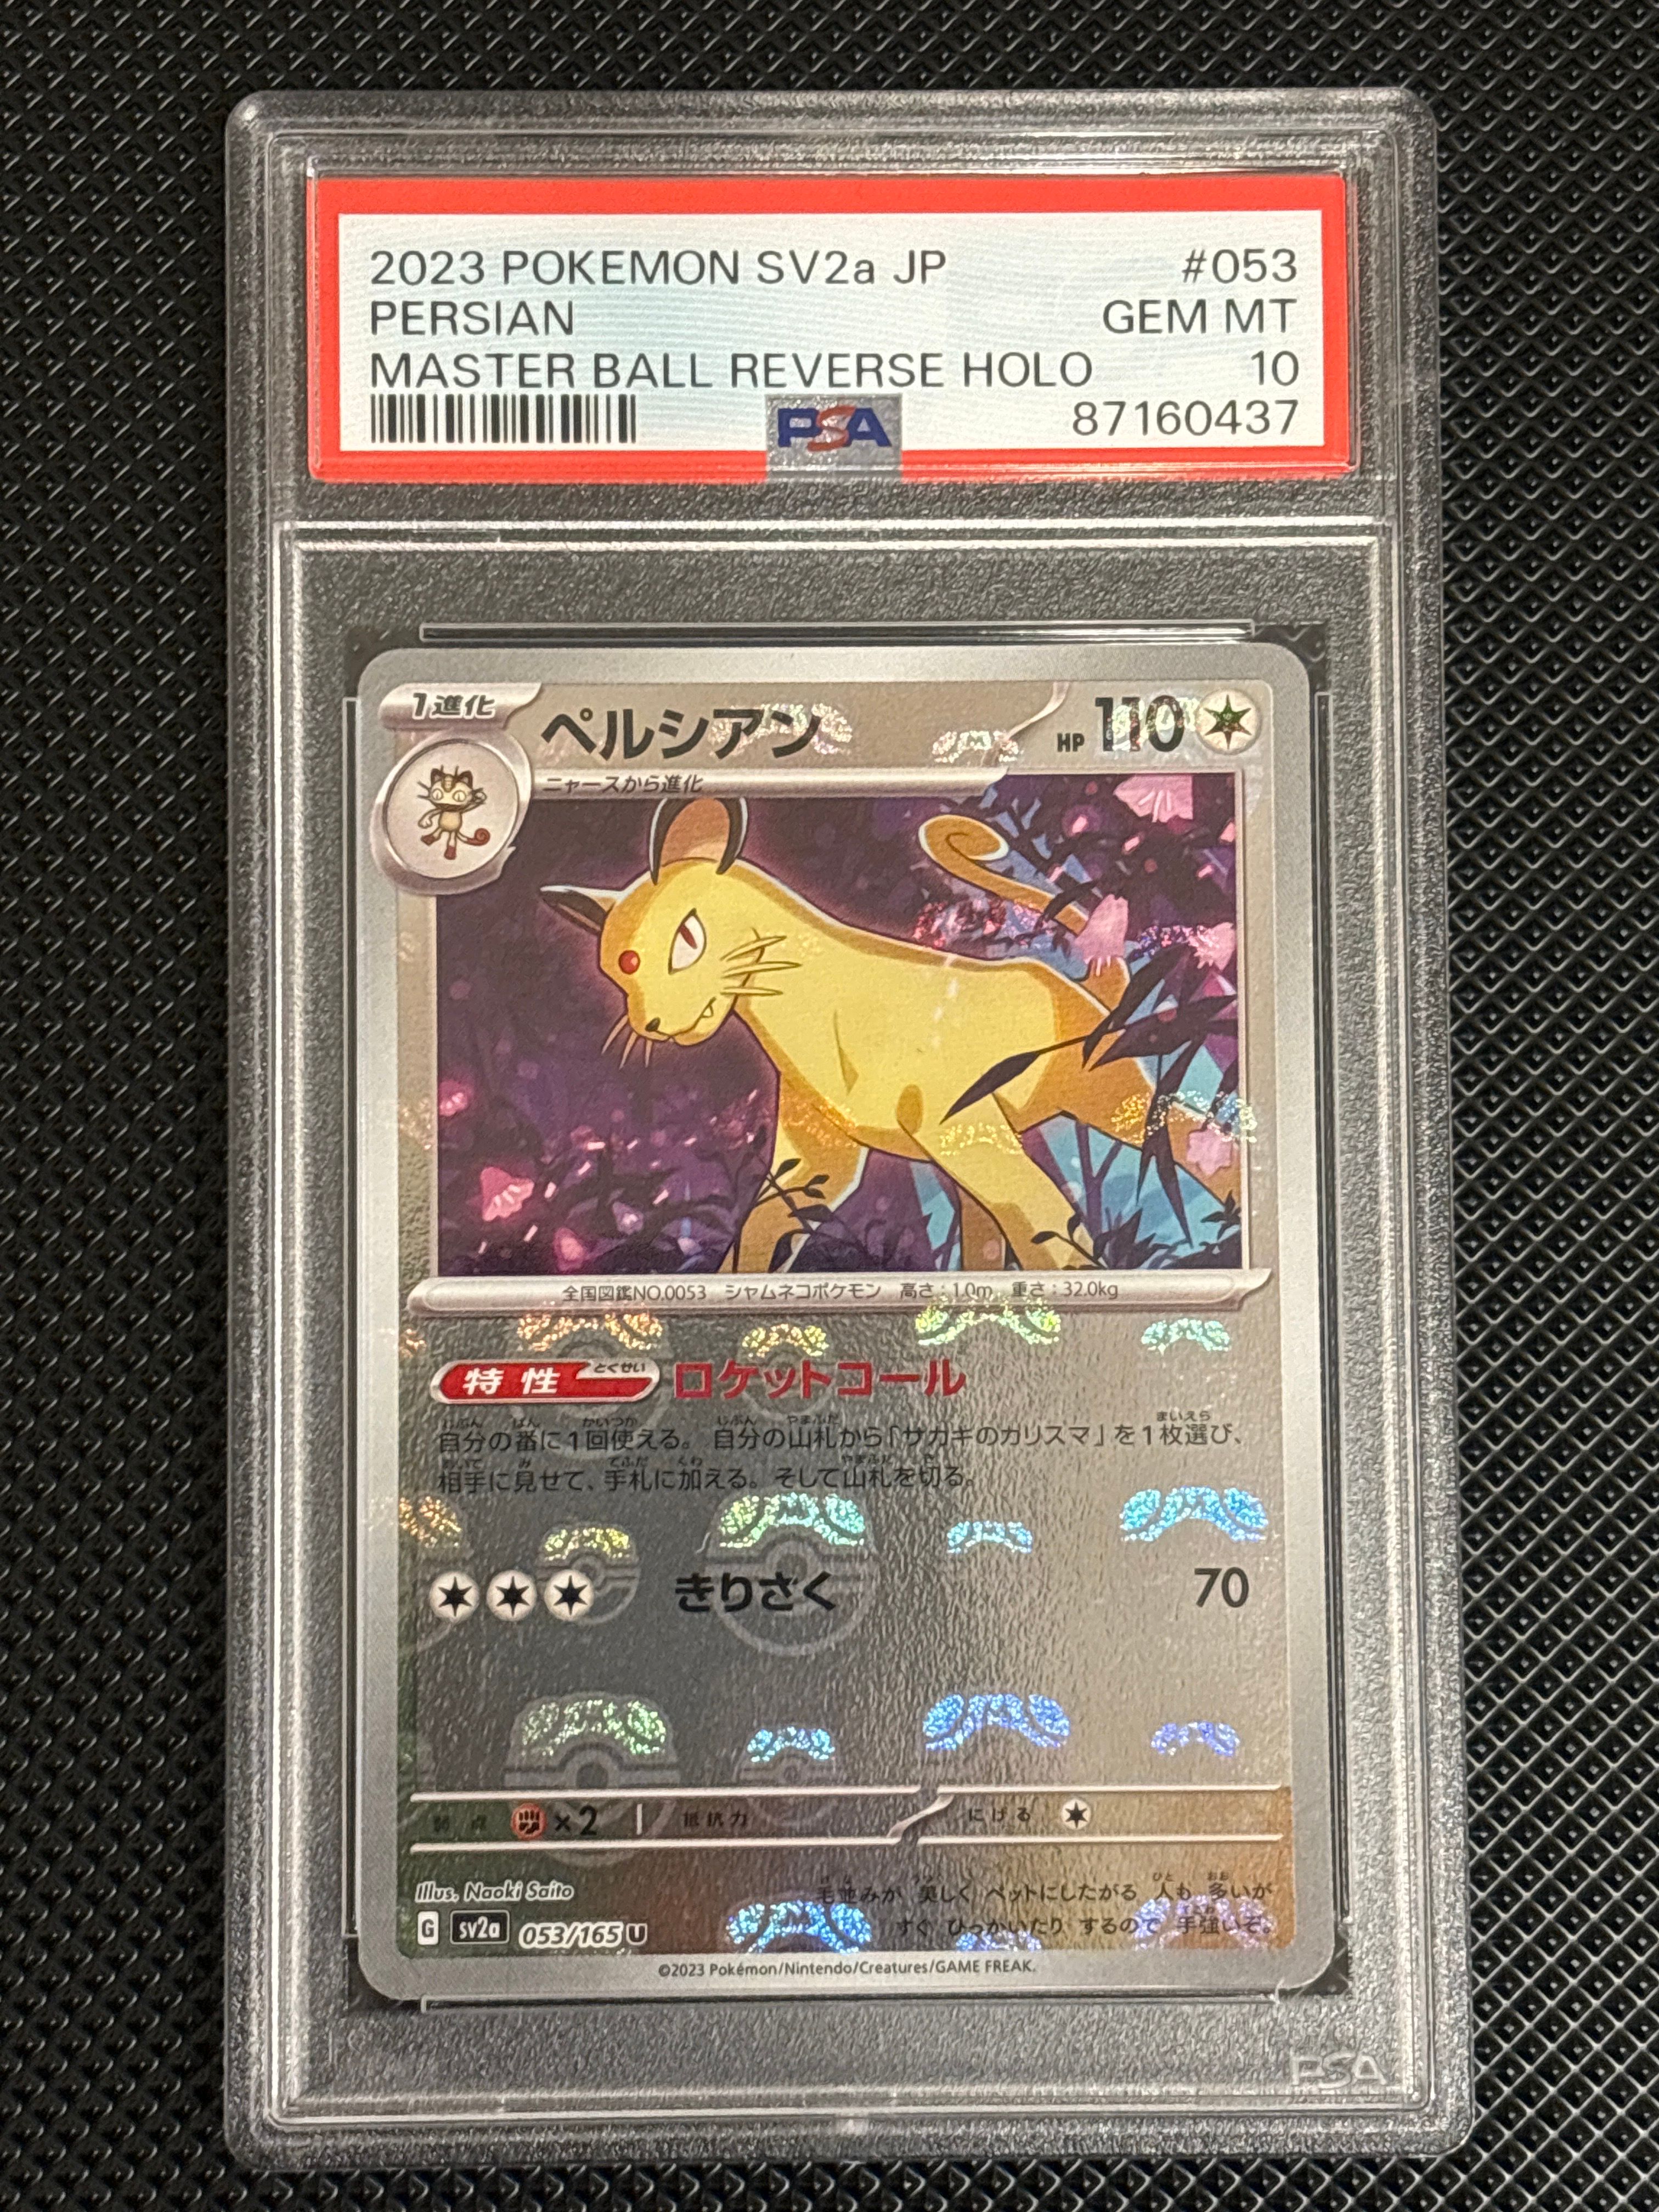 2023 POKEMON SV2a JP #053
PERSIAN GEM MT
MASTER BALL REVERSE HOLO 10
PSA 87160437
1進化 ペルシアン HP 110
ニャースから進化
全国図鑑NO.0053 シャムネコポケモン 高さ:1.0m 重さ:32.0kg
特性 とくせい ロケットコール
自分の番に1回使える。自分の山札から「サカキのカリスマ」を1枚選び、
相手に見せて、手札に加える。そして山札を切る。
きりさく 70
弱点 ×2 抵抗力 にげる
Illus. Naoki Saito
毛並みが 美しく ペットにしたがる 人も 多いが
すぐ ひっかいたり するので 手強いぞ。
G sv2a 053/165 U
©2023 Pokémon/Nintendo/Creatures/GAME FREAK.
PSA